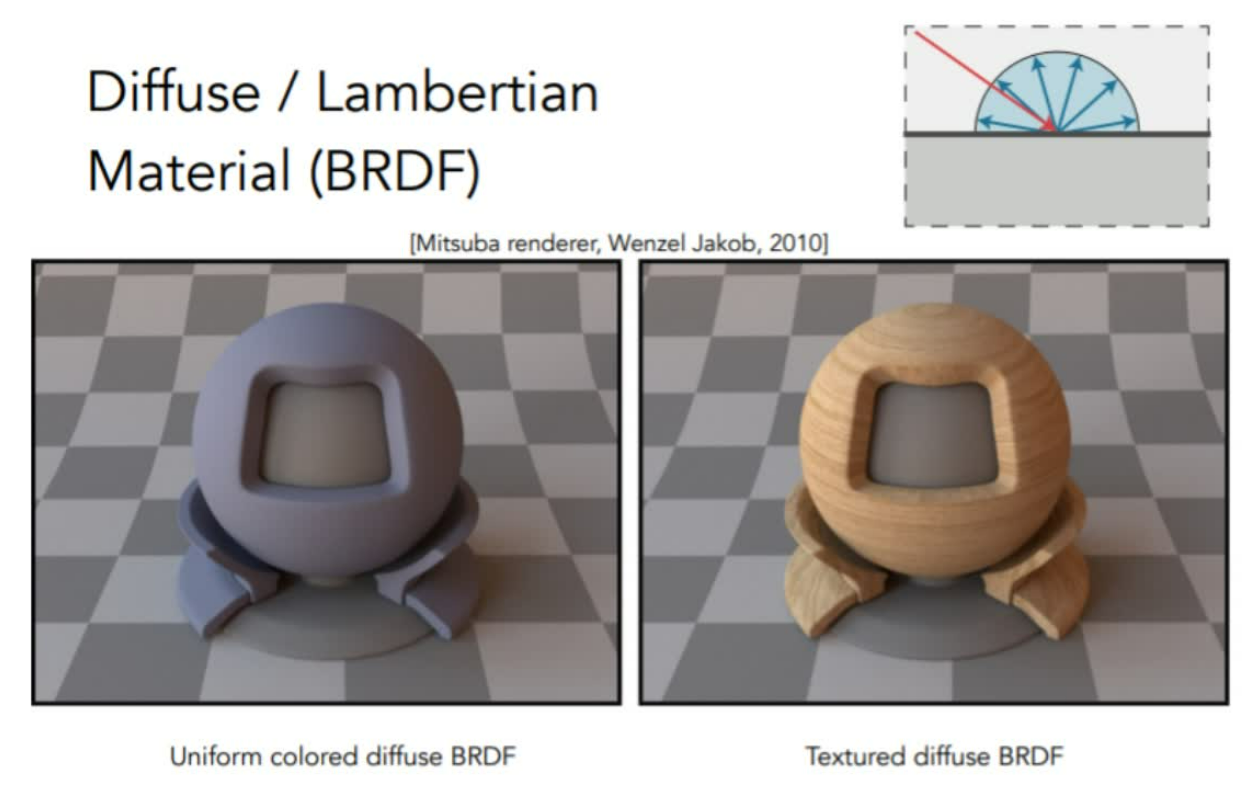 Diffuse / Lambertian
Material (BRDF)
[Mitsuba renderer, Wenzel Jakob, 2010]
Uniform colored diffuse BRDF
Textured diffuse BRDF